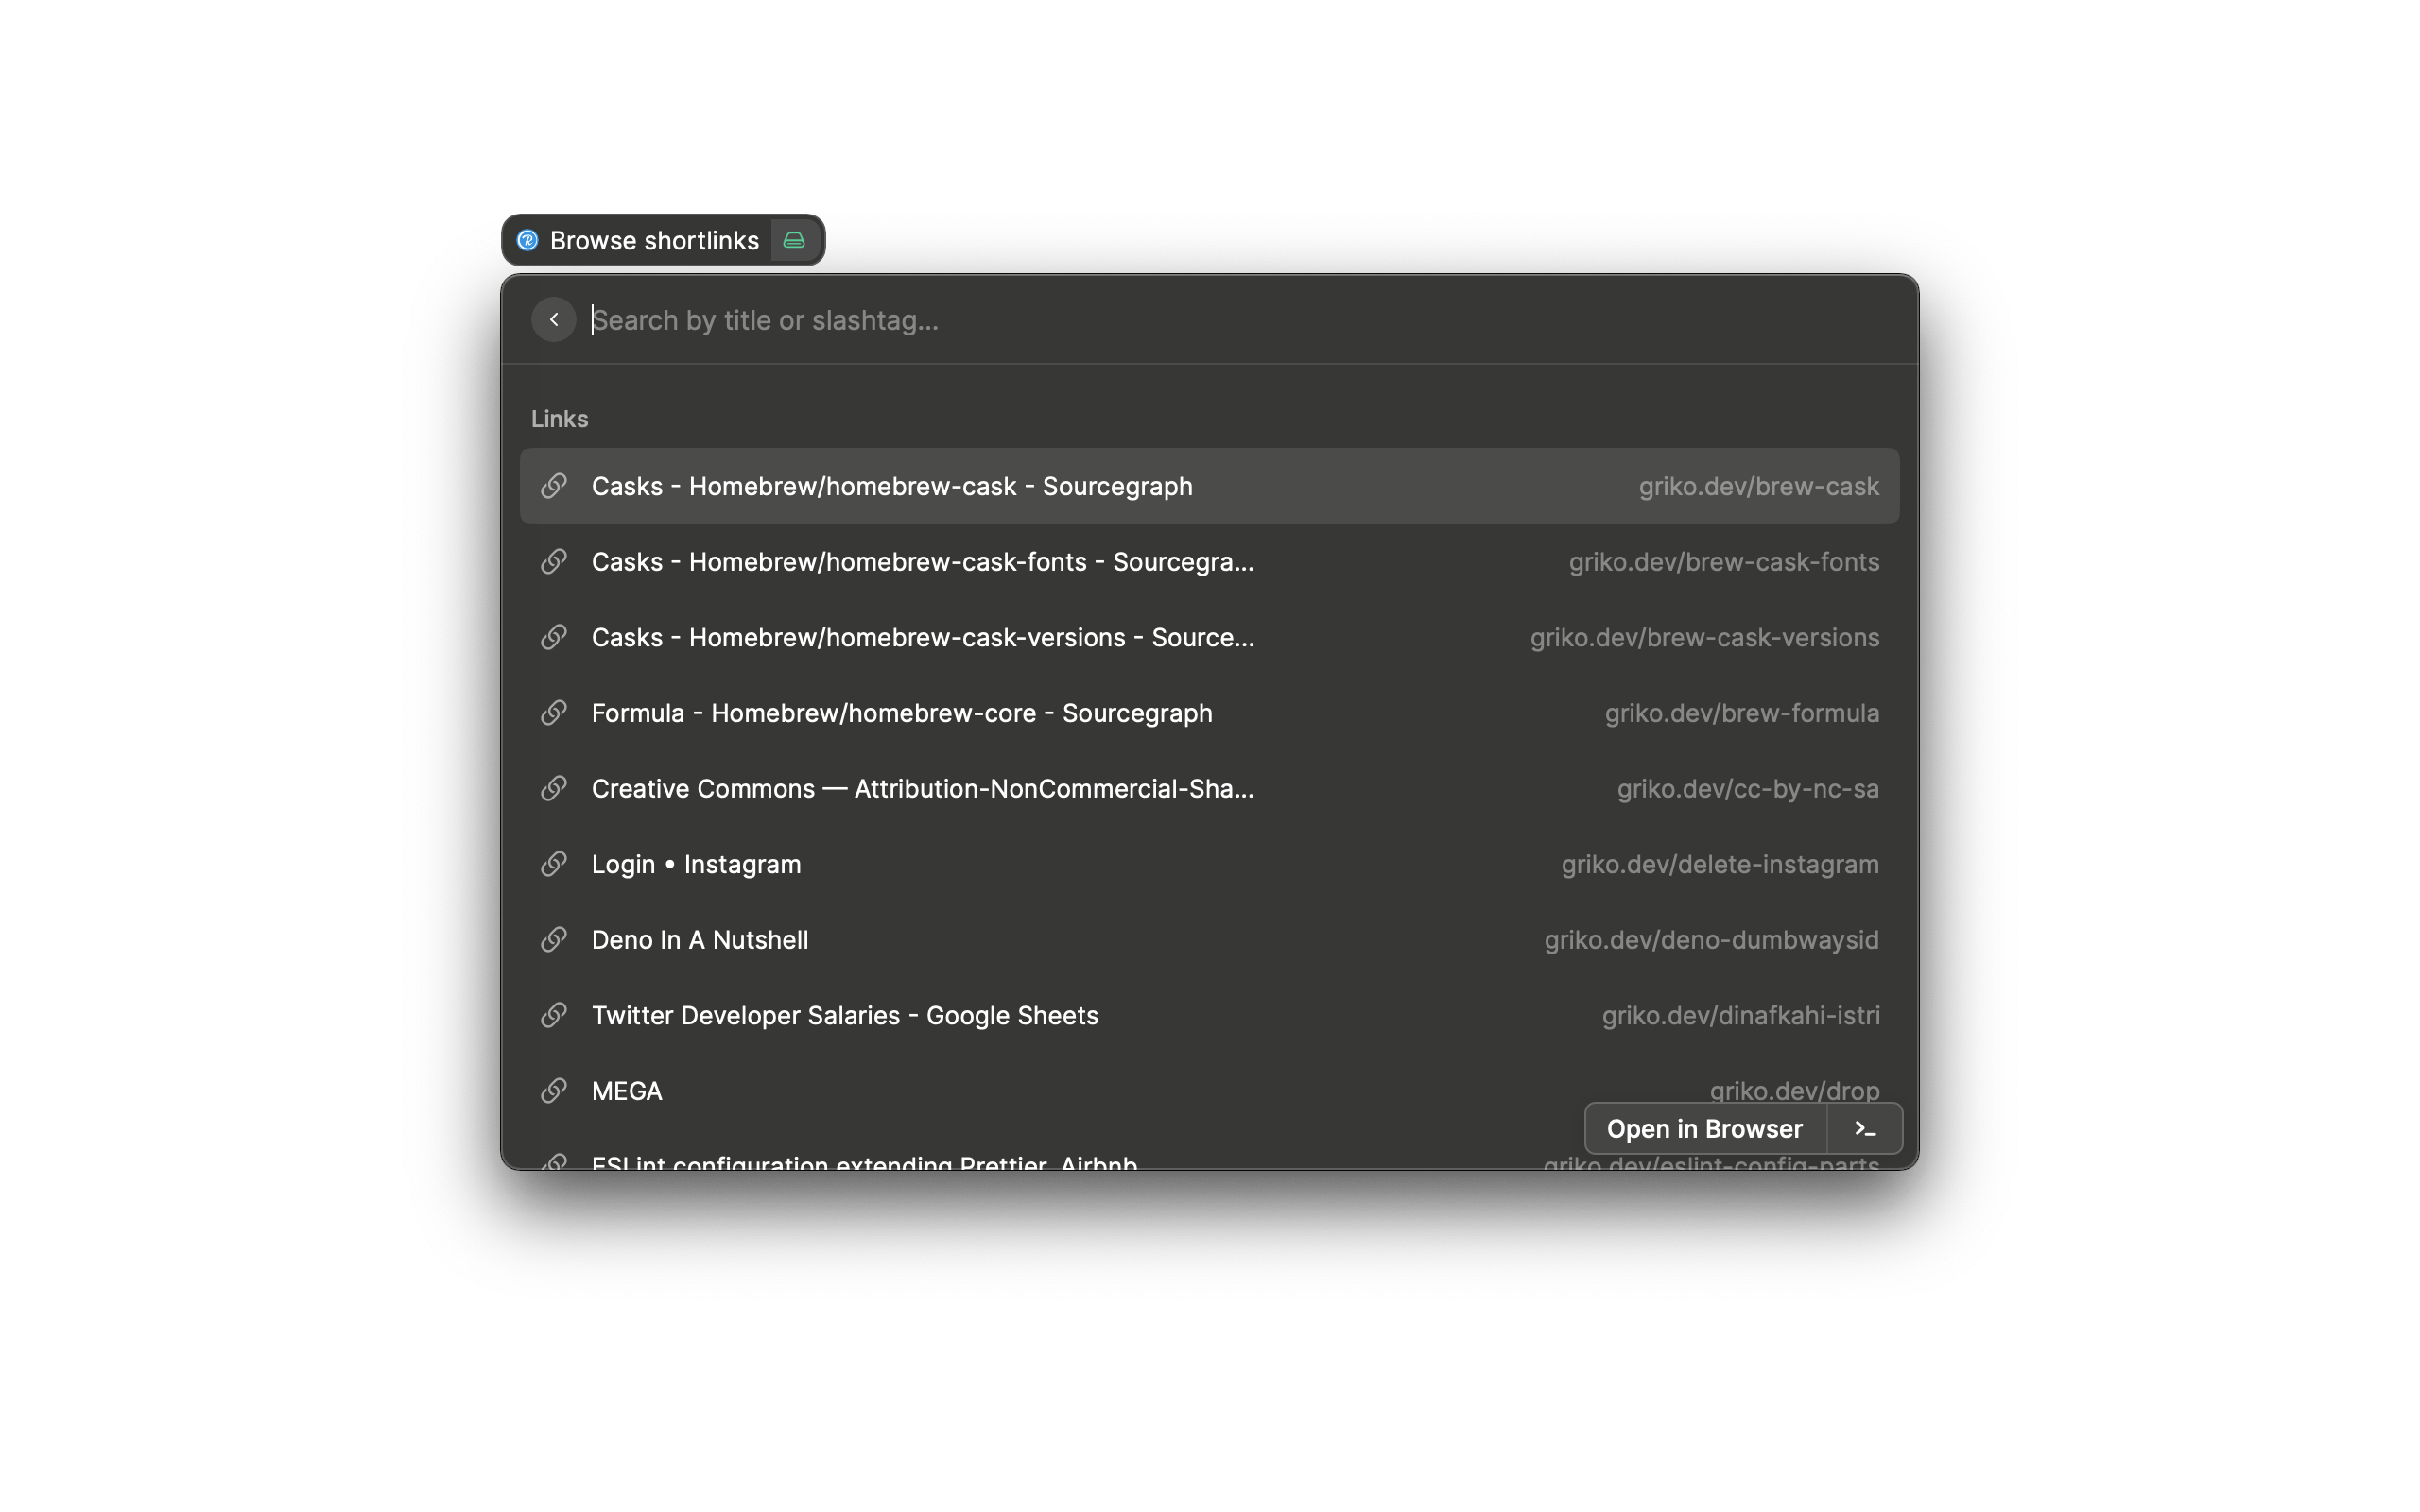 Browse shortlinks
Search by title or slashtag...
Links
Casks - Homebrew/homebrew-cask - Sourcegraph griko.dev/brew-cask
Casks - Homebrew/homebrew-cask-fonts - Sourcegra... griko.dev/brew-cask-fonts
Casks - Homebrew/homebrew-cask-versions - Source... griko.dev/brew-cask-versions
Formula - Homebrew/homebrew-core - Sourcegraph griko.dev/brew-formula
Creative Commons — Attribution-NonCommercial-Sha... griko.dev/cc-by-nc-sa
Login • Instagram griko.dev/delete-instagram
Deno In A Nutshell griko.dev/deno-dumbwaysid
Twitter Developer Salaries - Google Sheets griko.dev/dinafkahi-istri
MEGA griko.dev/drop
Open in Browser >_
ESLint configuration extending Prettier, Airbnb griko.dev/eslint-config-parts